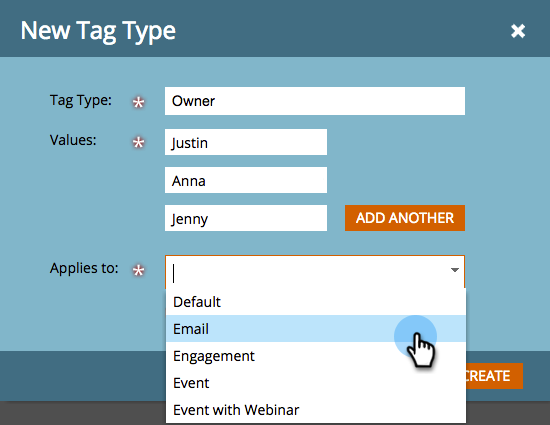 New Tag Type
Tag Type: * Owner
Values: * Justin
Anna
Jenny ADD ANOTHER
Applies to: *
Default
Email
Engagement
Event
CREATE
Event with Webinar